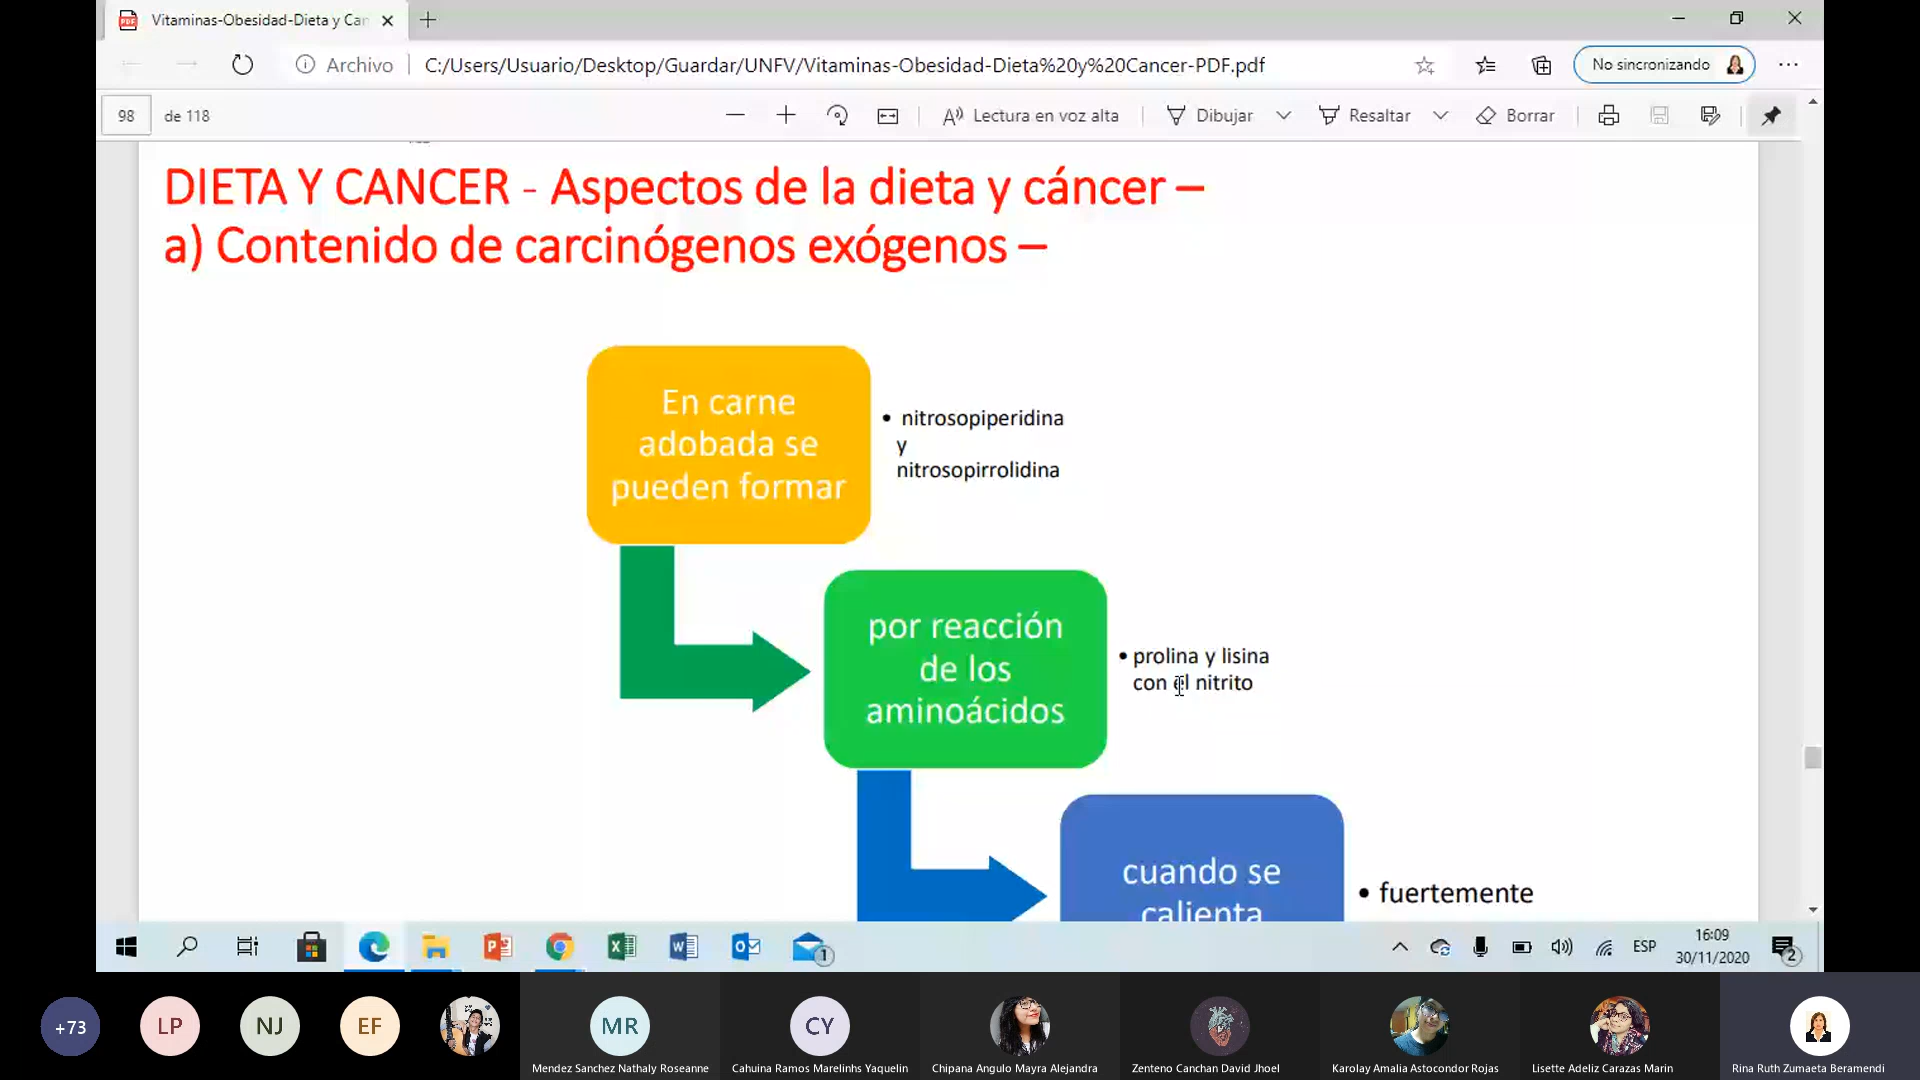 Vitaminas-Obesidad-Dieta y Can
Archivo
C:/Users/Usuario/Desktop/Guardar/UNFV/Vitaminas-Obesidad-Dieta%20y%20Cancer-PDF.pdf
No sincronizando
98 de 118
Lectura en voz alta
Dibujar
Resaltar
Borrar
DIETA Y CANCER - Aspectos de la dieta y cáncer –
a) Contenido de carcinógenos exógenos –
En carne
adobada se
pueden formar
• nitrosopiperidina
y
nitrosopirrolidina
por reacción
de los
aminoácidos
• prolina y lisina
con el nitrito
cuando se
calienta
• fuertemente
1
ESP
16:09
30/11/2020
2
+73
LP
NJ
EF
MR
CY
Mendez Sanchez Nathaly Roseanne
Cahuina Ramos Marelinhs Yaquelin
Chipana Angulo Mayra Alejandra
Zenteno Canchan David Jhoel
Karolay Amalia Astocondor Rojas
Lisette Adeliz Carazas Marin
Rina Ruth Zumaeta Beramendi